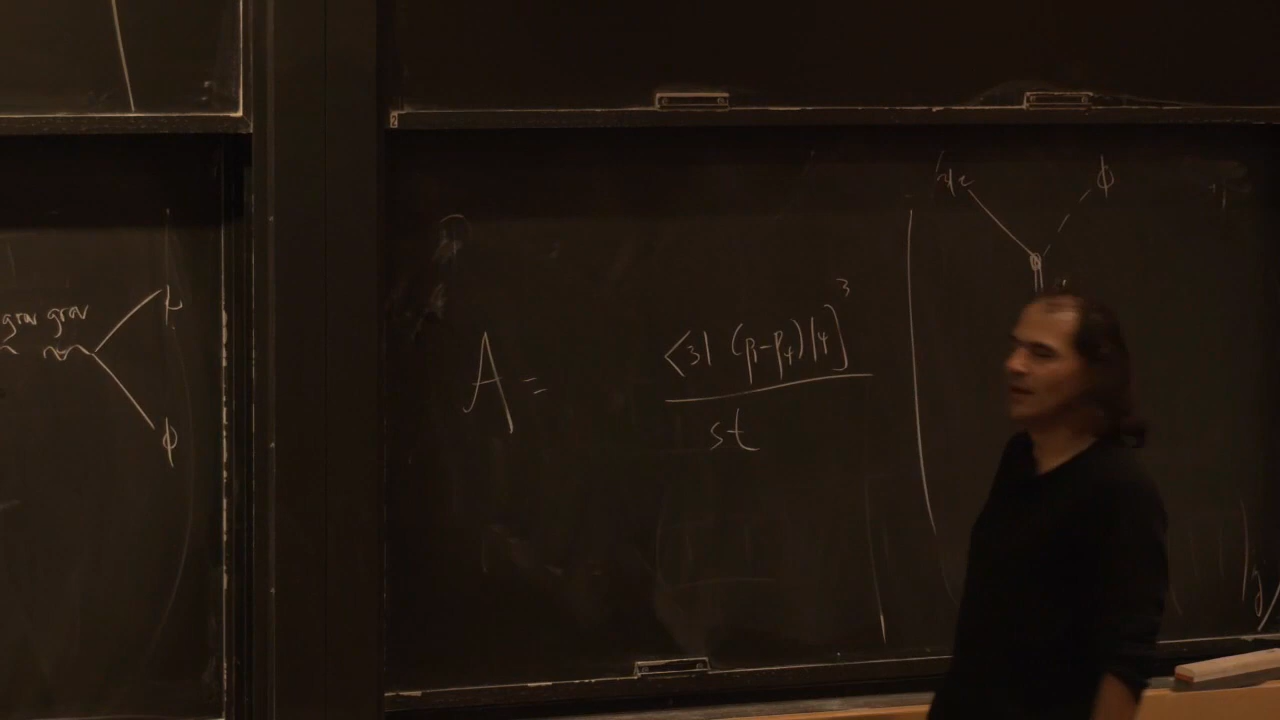 grav grav
φ
A = <3| (p₁-p₄)|4]³
st
φ